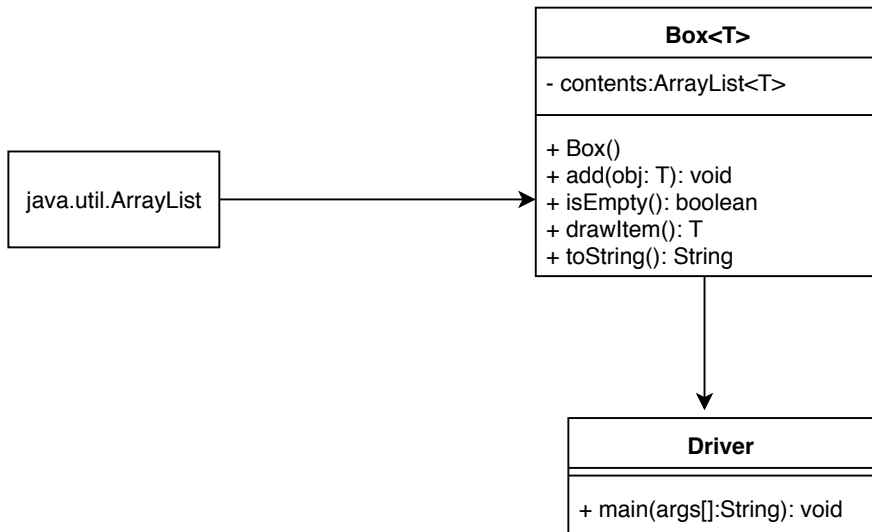 Box<T>
- contents:ArrayList<T>
+ Box()
+ add(obj: T): void
+ isEmpty(): boolean
+ drawItem(): T
+ toString(): String
java.util.ArrayList
Driver
+ main(args[]:String): void